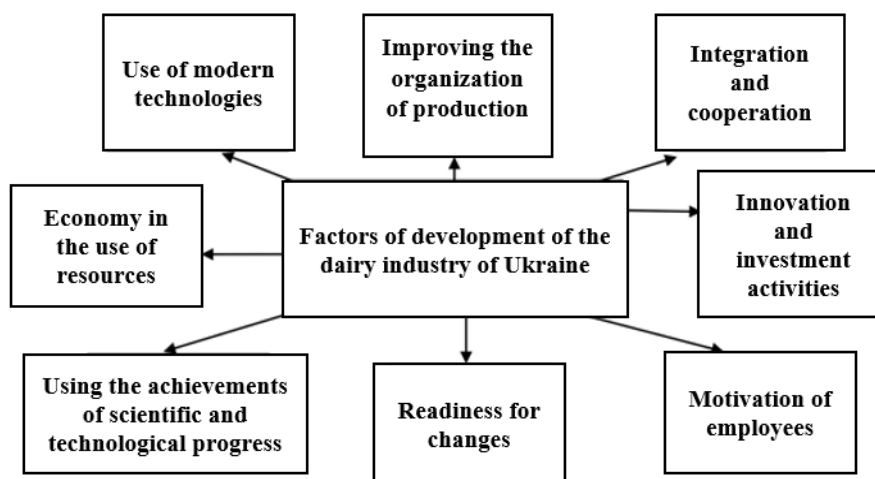 Use of modern
technologies
Improving the
organization
of production
Integration
and
cooperation
Economy in
the use of
resources
Factors of development of the
dairy industry of Ukraine
Innovation
and
investment
activities
Using the achievements
of scientific and
technological progress
Readiness for
changes
Motivation of
employees